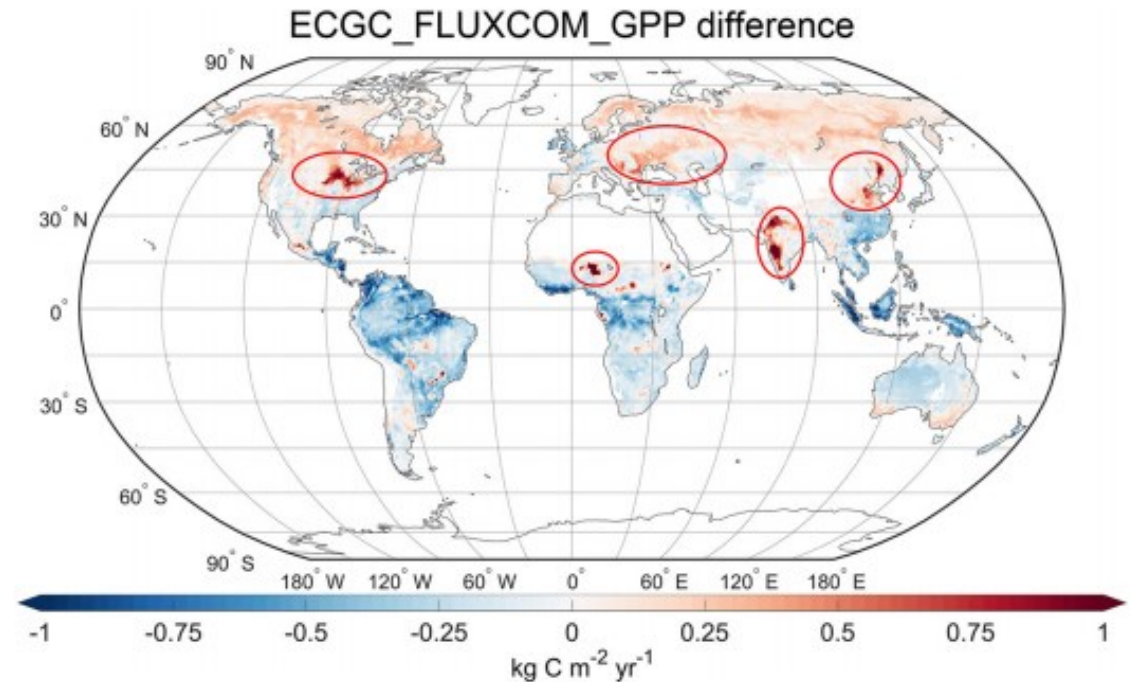 ECGC_FLUXCOM_GPP difference
90° N
60° N
30° N
0°
30° S
60° S
90° S
180° W 120° W 60° W 0° 60° E 120° E 180° E
-1 -0.75 -0.5 -0.25 0 0.25 0.5 0.75 1
kg C m⁻² yr⁻¹